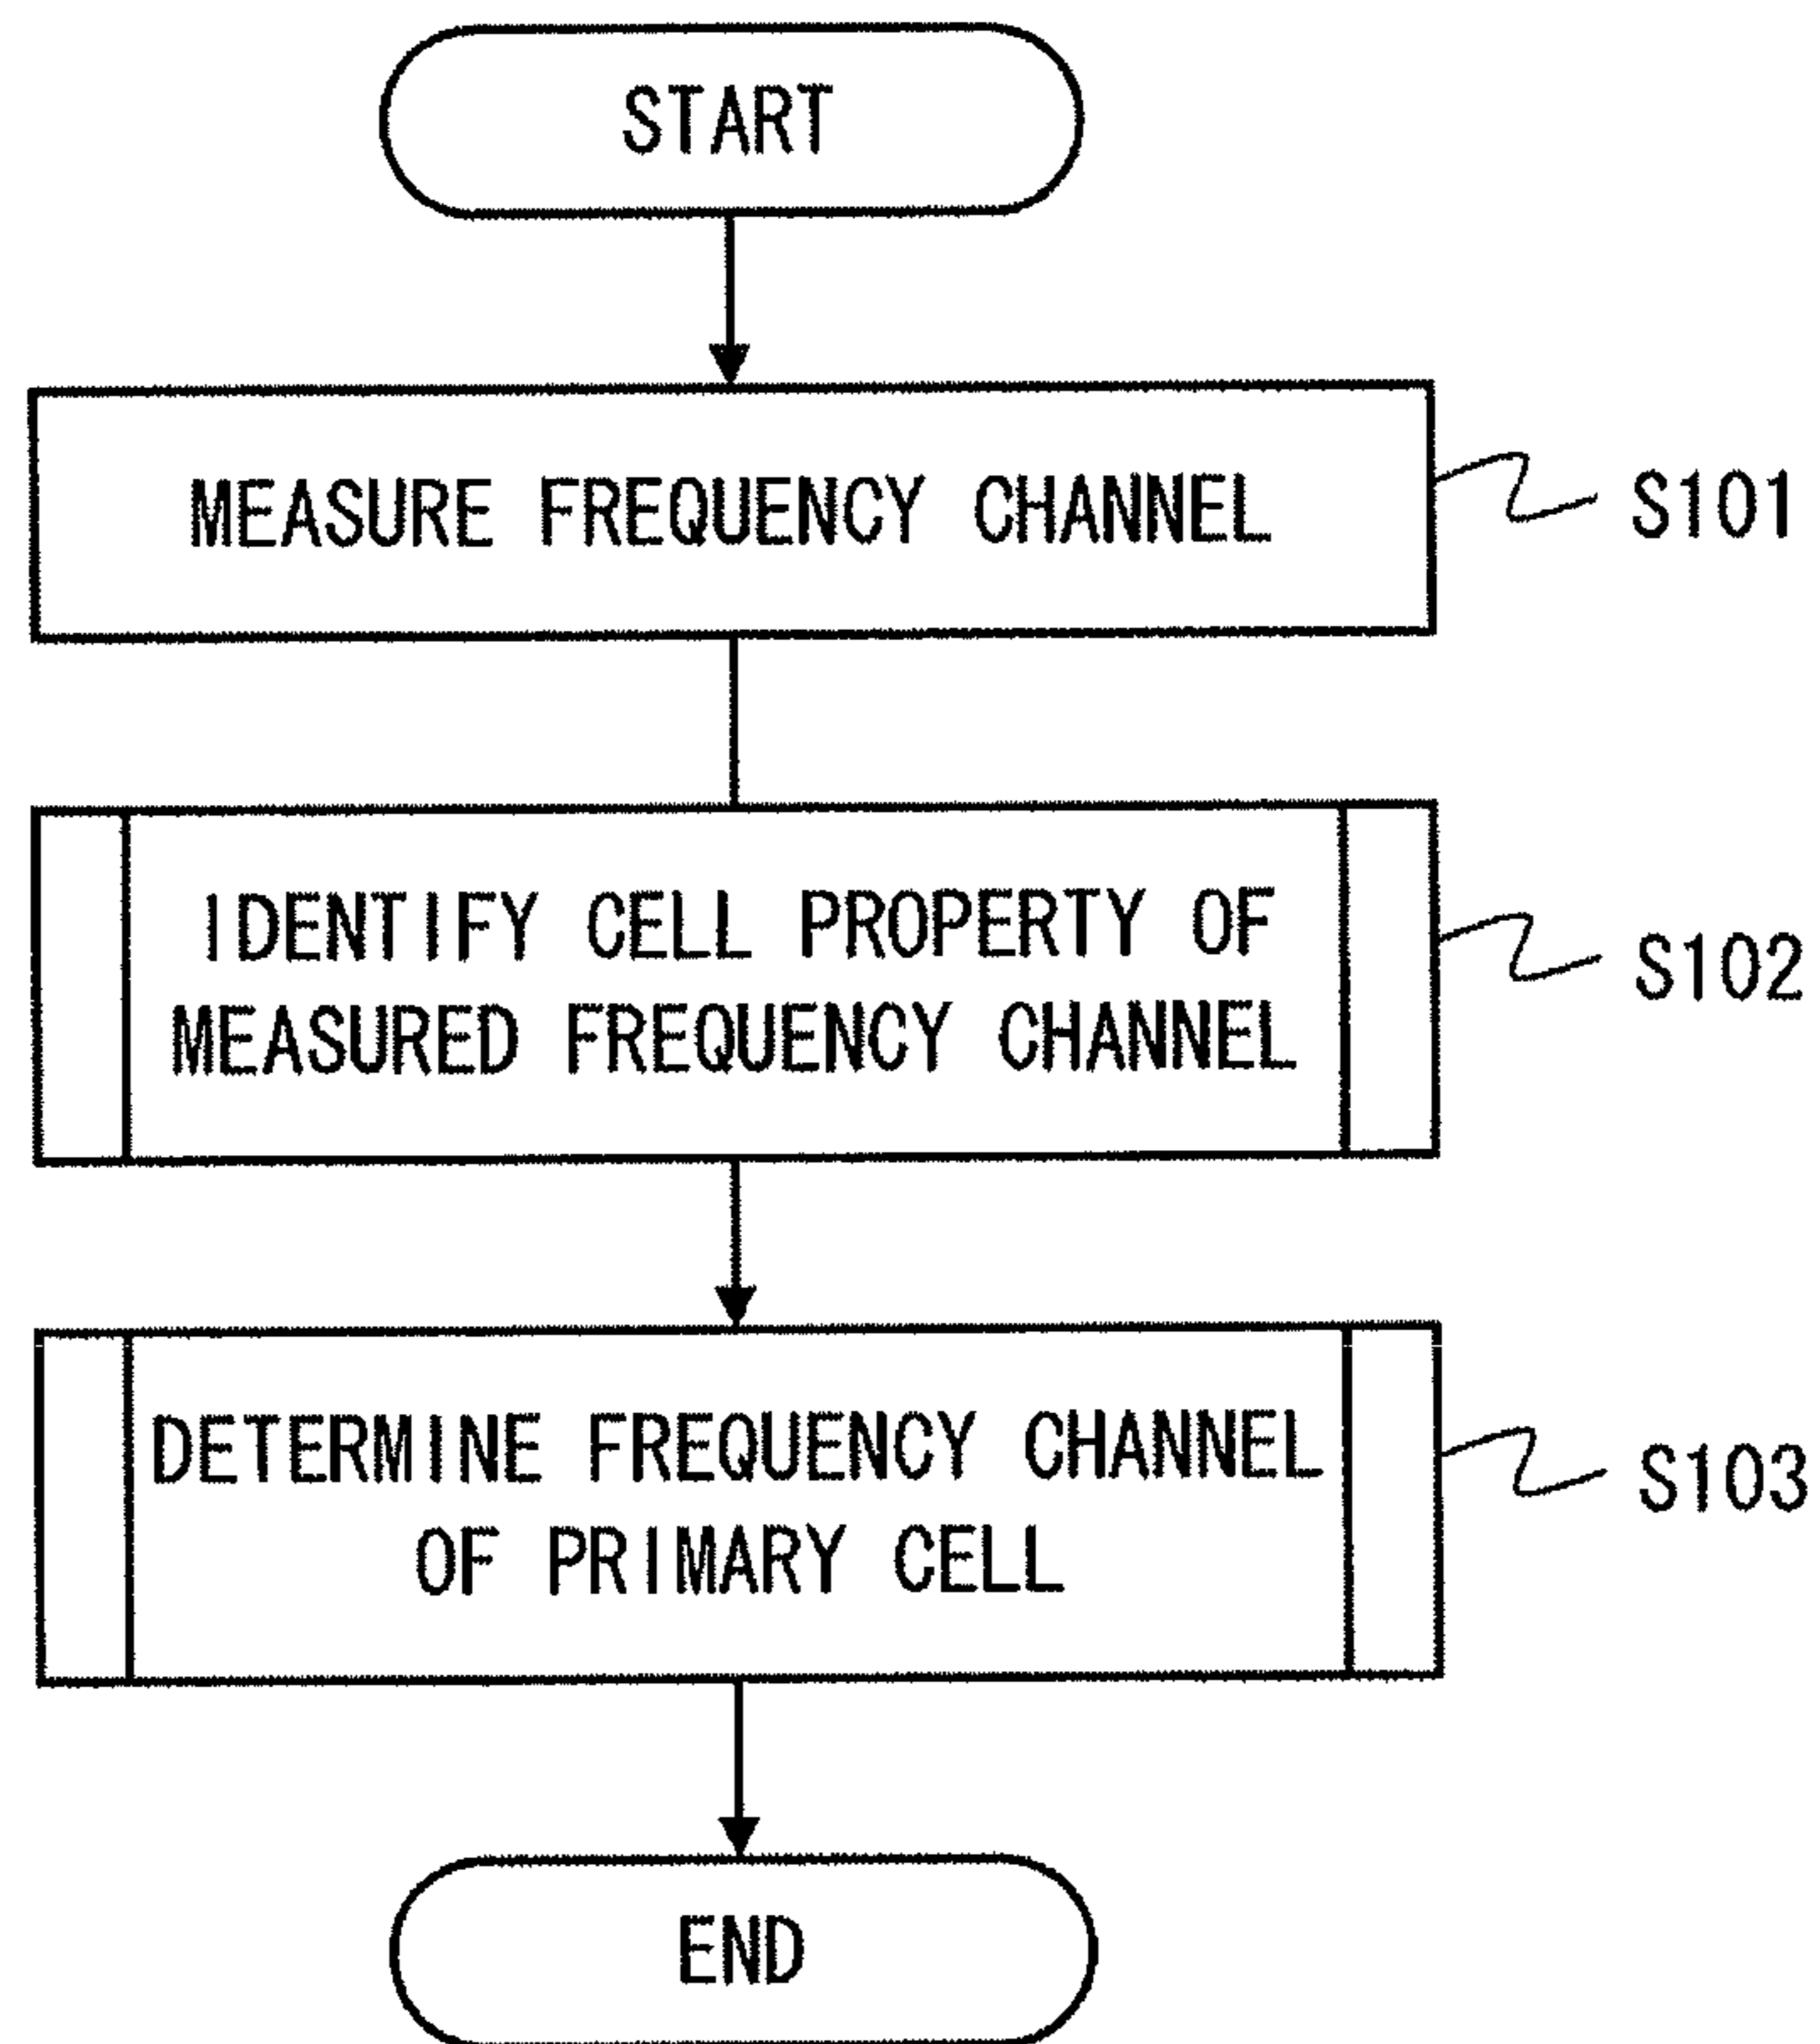 START
MEASURE FREQUENCY CHANNEL
S101
IDENTIFY CELL PROPERTY OF
MEASURED FREQUENCY CHANNEL
S102
DETERMINE FREQUENCY CHANNEL
OF PRIMARY CELL
S103
END